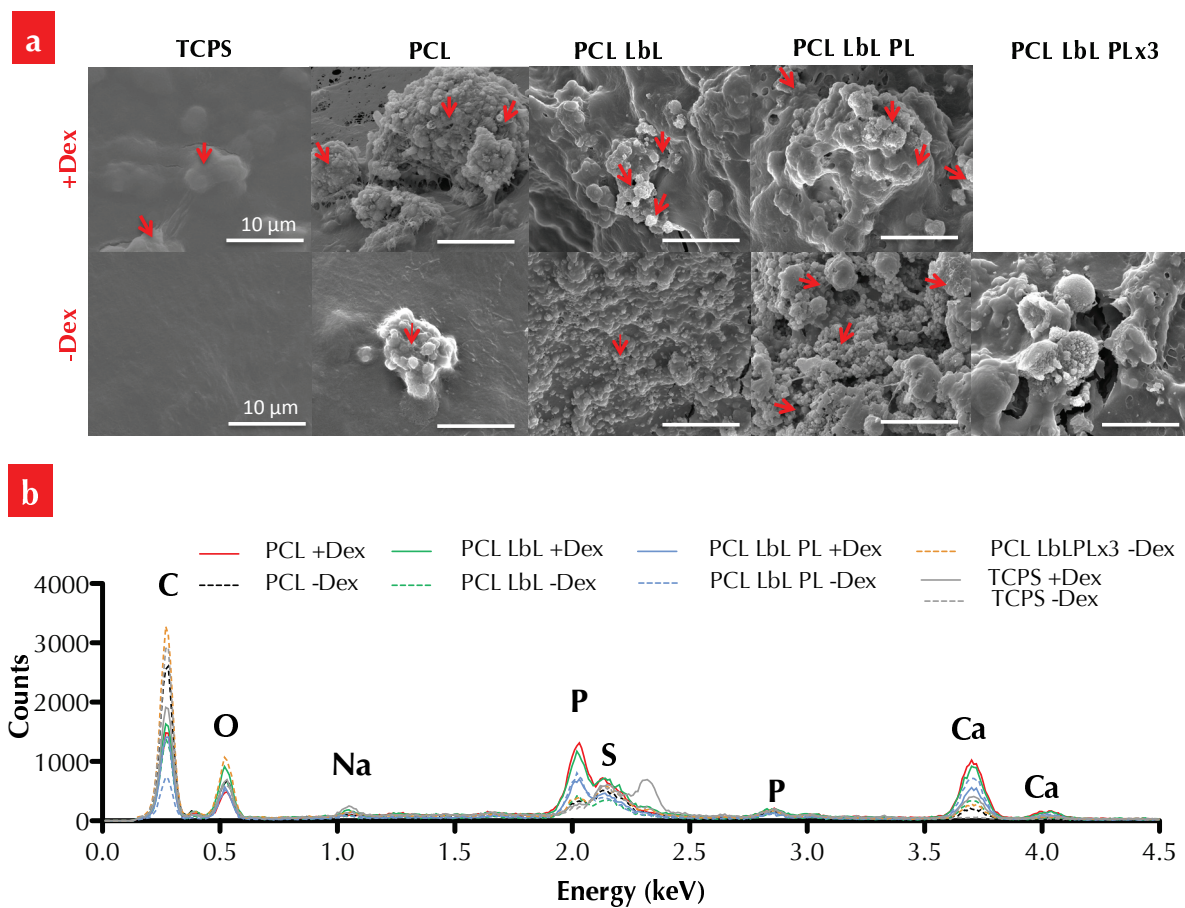 a
TCPS PCL PCL LbL PCL LbL PL PCL LbL PLx3
+Dex
10 µm
-Dex
10 µm
b
PCL +Dex PCL LbL +Dex PCL LbL PL +Dex PCL LbLPLx3 -Dex
PCL -Dex PCL LbL -Dex PCL LbL PL -Dex TCPS +Dex
TCPS -Dex
4000
3000
2000
1000
0
Counts
C
O
Na
P
S
P
Ca
Ca
0.0 0.5 1.0 1.5 2.0 2.5 3.0 3.5 4.0 4.5
Energy (keV)